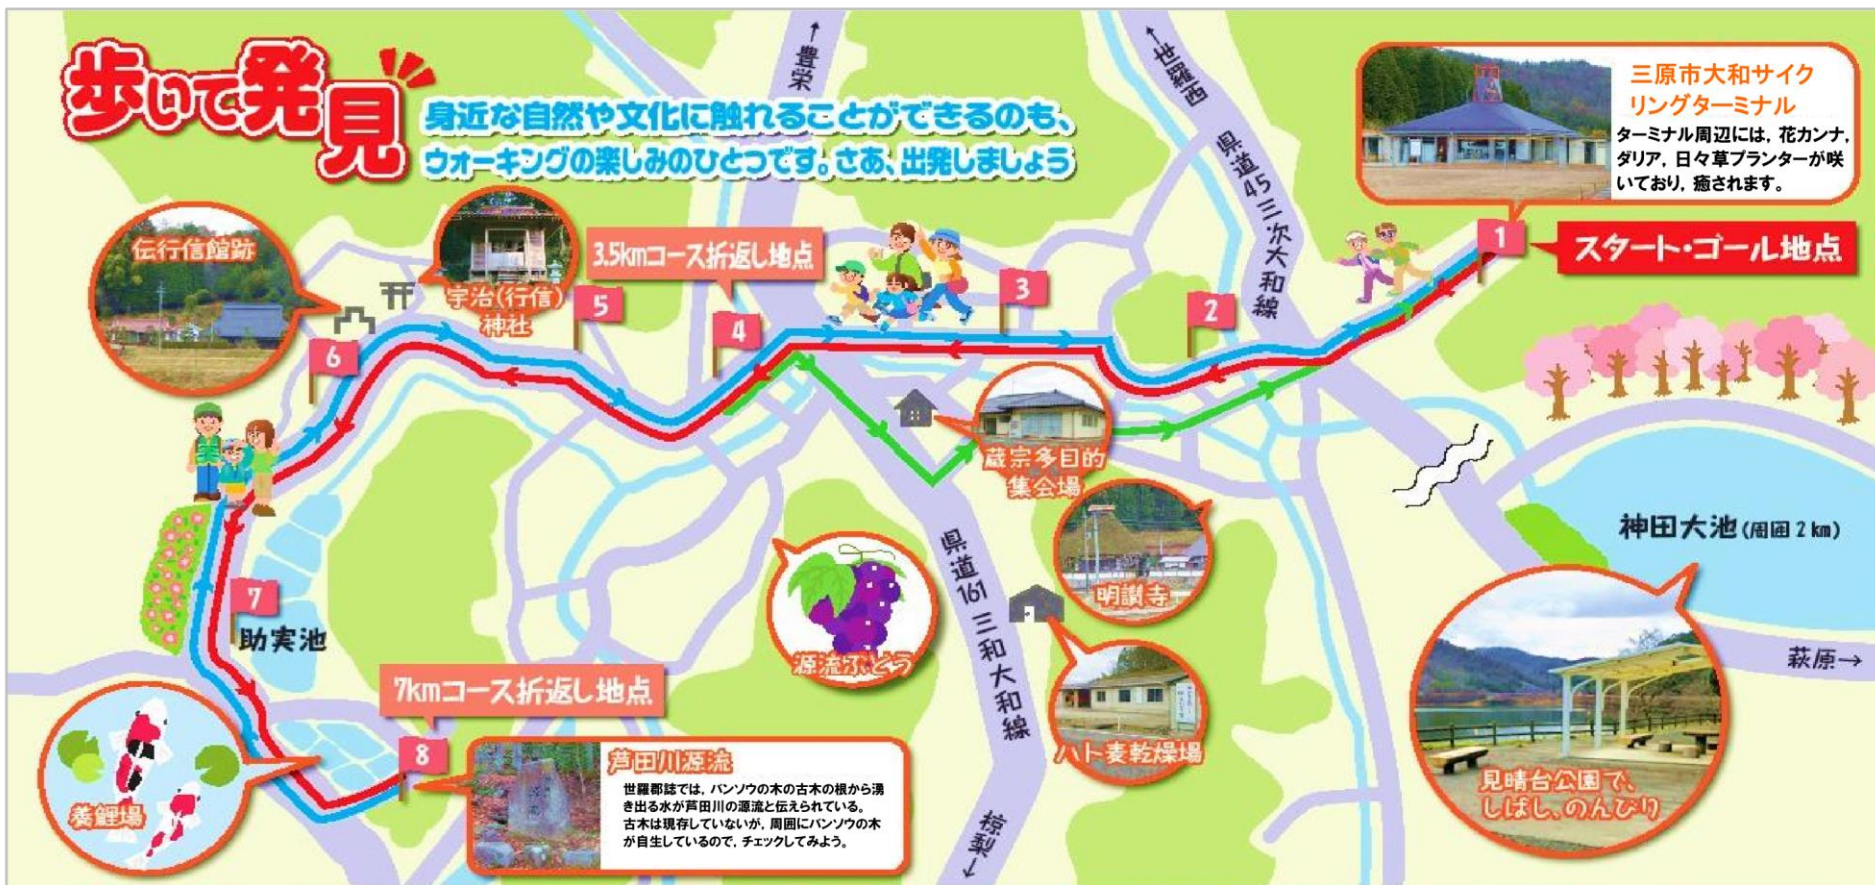 歩いて発見
身近な自然や文化に触れることができるのも、
ウォーキングの楽しみのひとつです。さあ、出発しましょう
↑豊栄
↑世羅西
県道45三次大和線
三原市大和サイク
リングターミナル
ターミナル周辺には,花カンナ,
ダリア,日々草プランターが咲
いており,癒されます。
1
スタート・ゴール地点
2
3
3.5kmコース折返し地点
4
5
宇治(行信)
神社
伝行信館跡
6
7
助実池
7kmコース折返し地点
8
養鯉場
芦田川源流
世羅郡誌では,バンソウの木の古木の根から湧
き出る水が芦田川の源流と伝えられている。
古木は現存していないが,周囲にバンソウの木
が自生しているので,チェックしてみよう。
源流ぶどう
蔵宗多目的
集会場
明讃寺
ハト麦乾燥場
県道161三和大和線
椋梨↓
神田大池(周囲2km)
萩原→
見晴台公園で、
しばし、のんびり